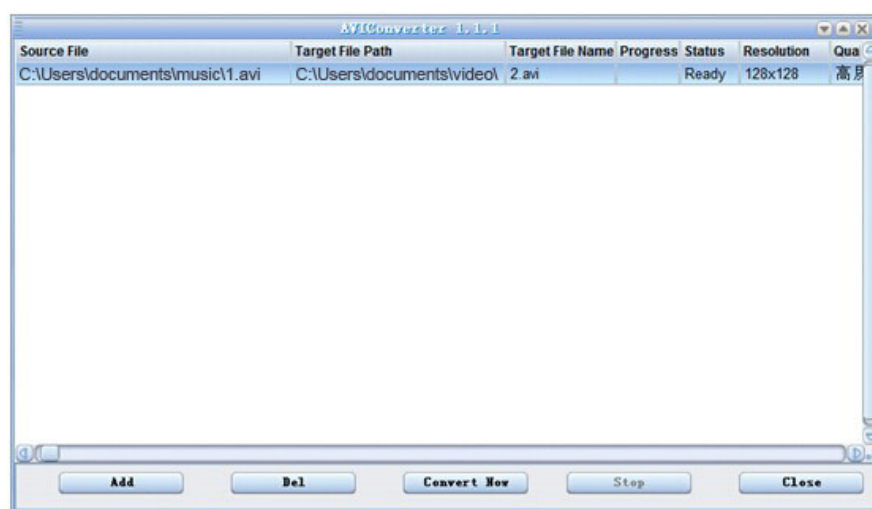 AVIConverter 1.1.1
Source File Target File Path Target File Name Progress Status Resolution Qua
C:\Users\documents\music\1.avi C:\Users\documents\video\ 2.avi Ready 128x128 高
Add Del Convert Now Stop Close